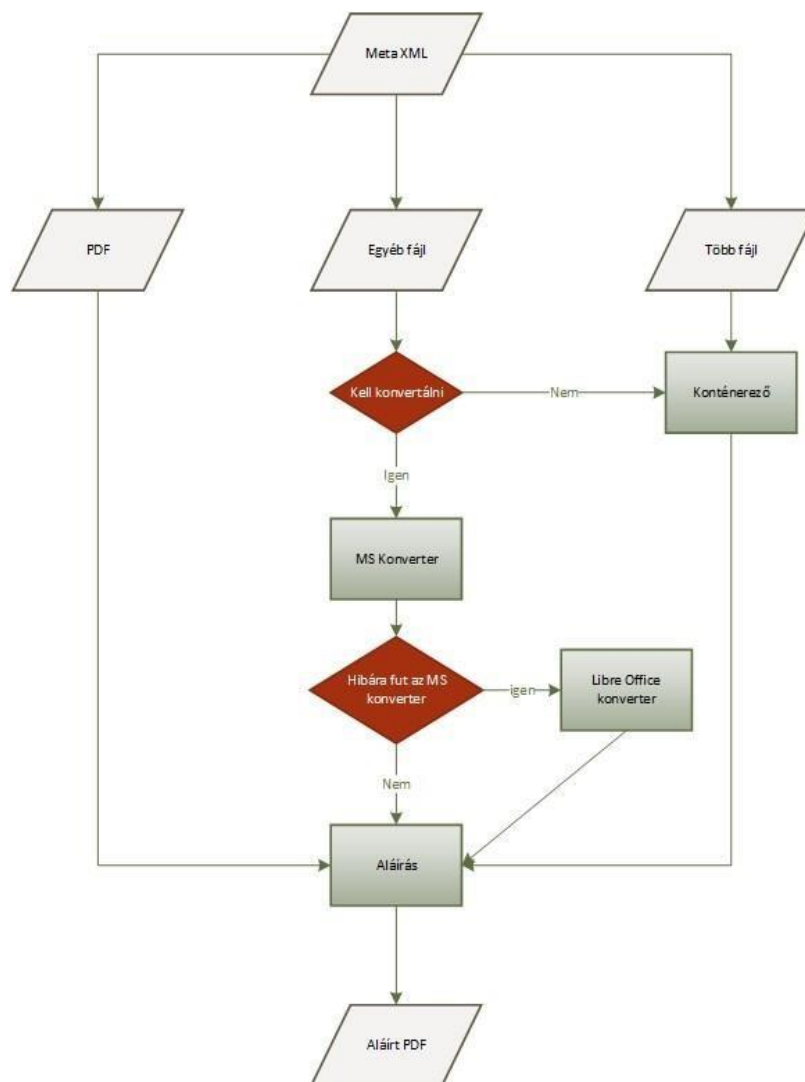 Meta XML
PDF
Egyéb fájl
Több fájl
Kell konvertálni
Nem
Konténerező
Igen
MS Konverter
Hibára fut az MS
konverter
igen
Libre Office
konverter
Nem
Aláírás
Aláírt PDF